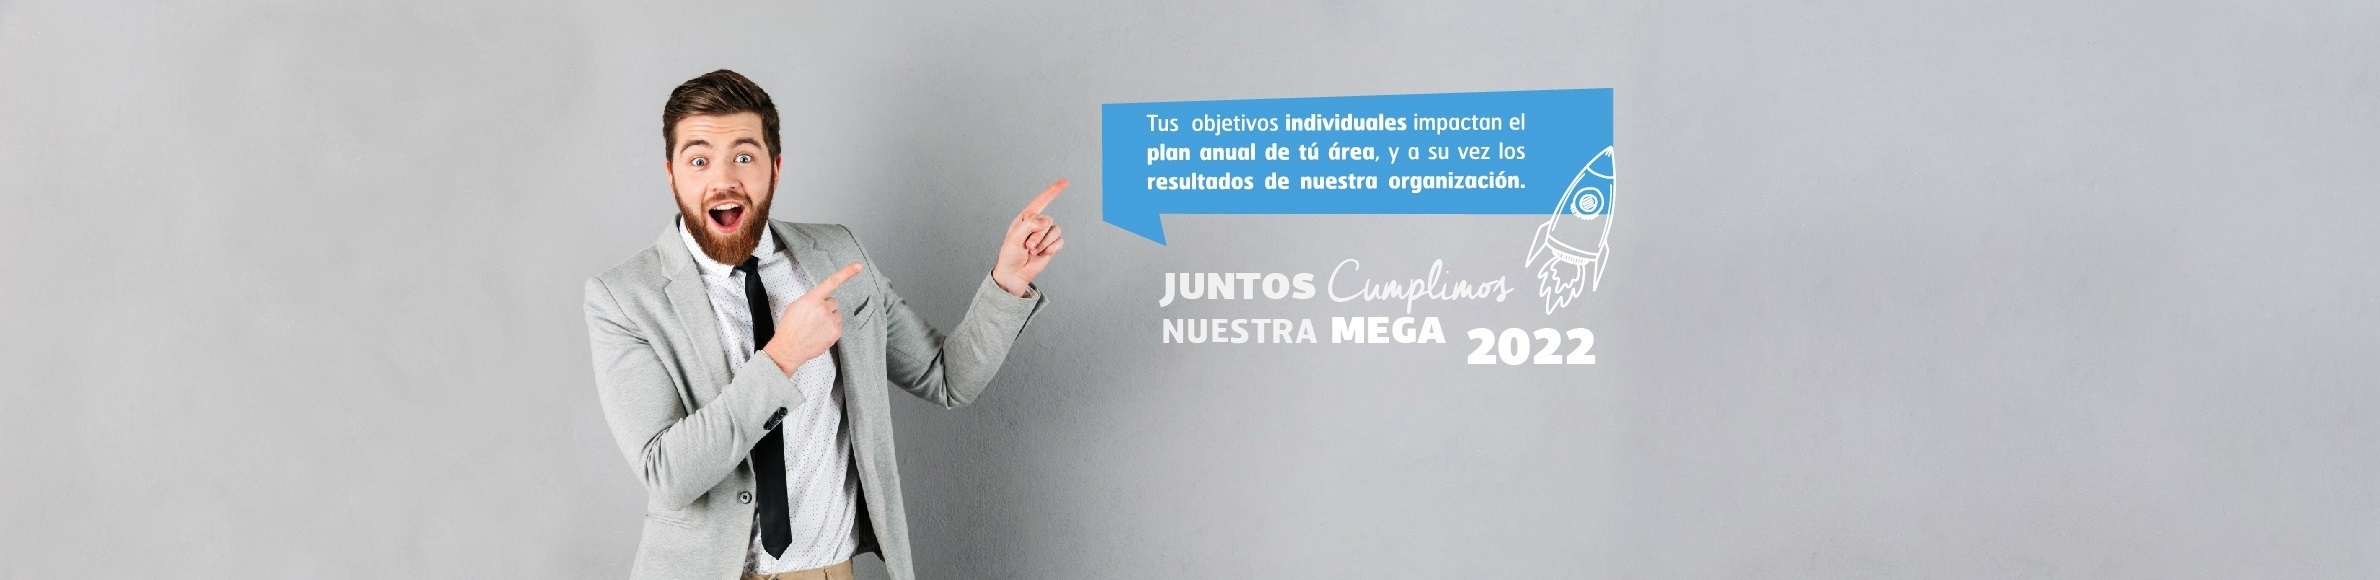 Tus objetivos individuales impactan el
plan anual de tú área, y a su vez los
resultados de nuestra organización.
JUNTOS Cumplimos
NUESTRA MEGA 2022